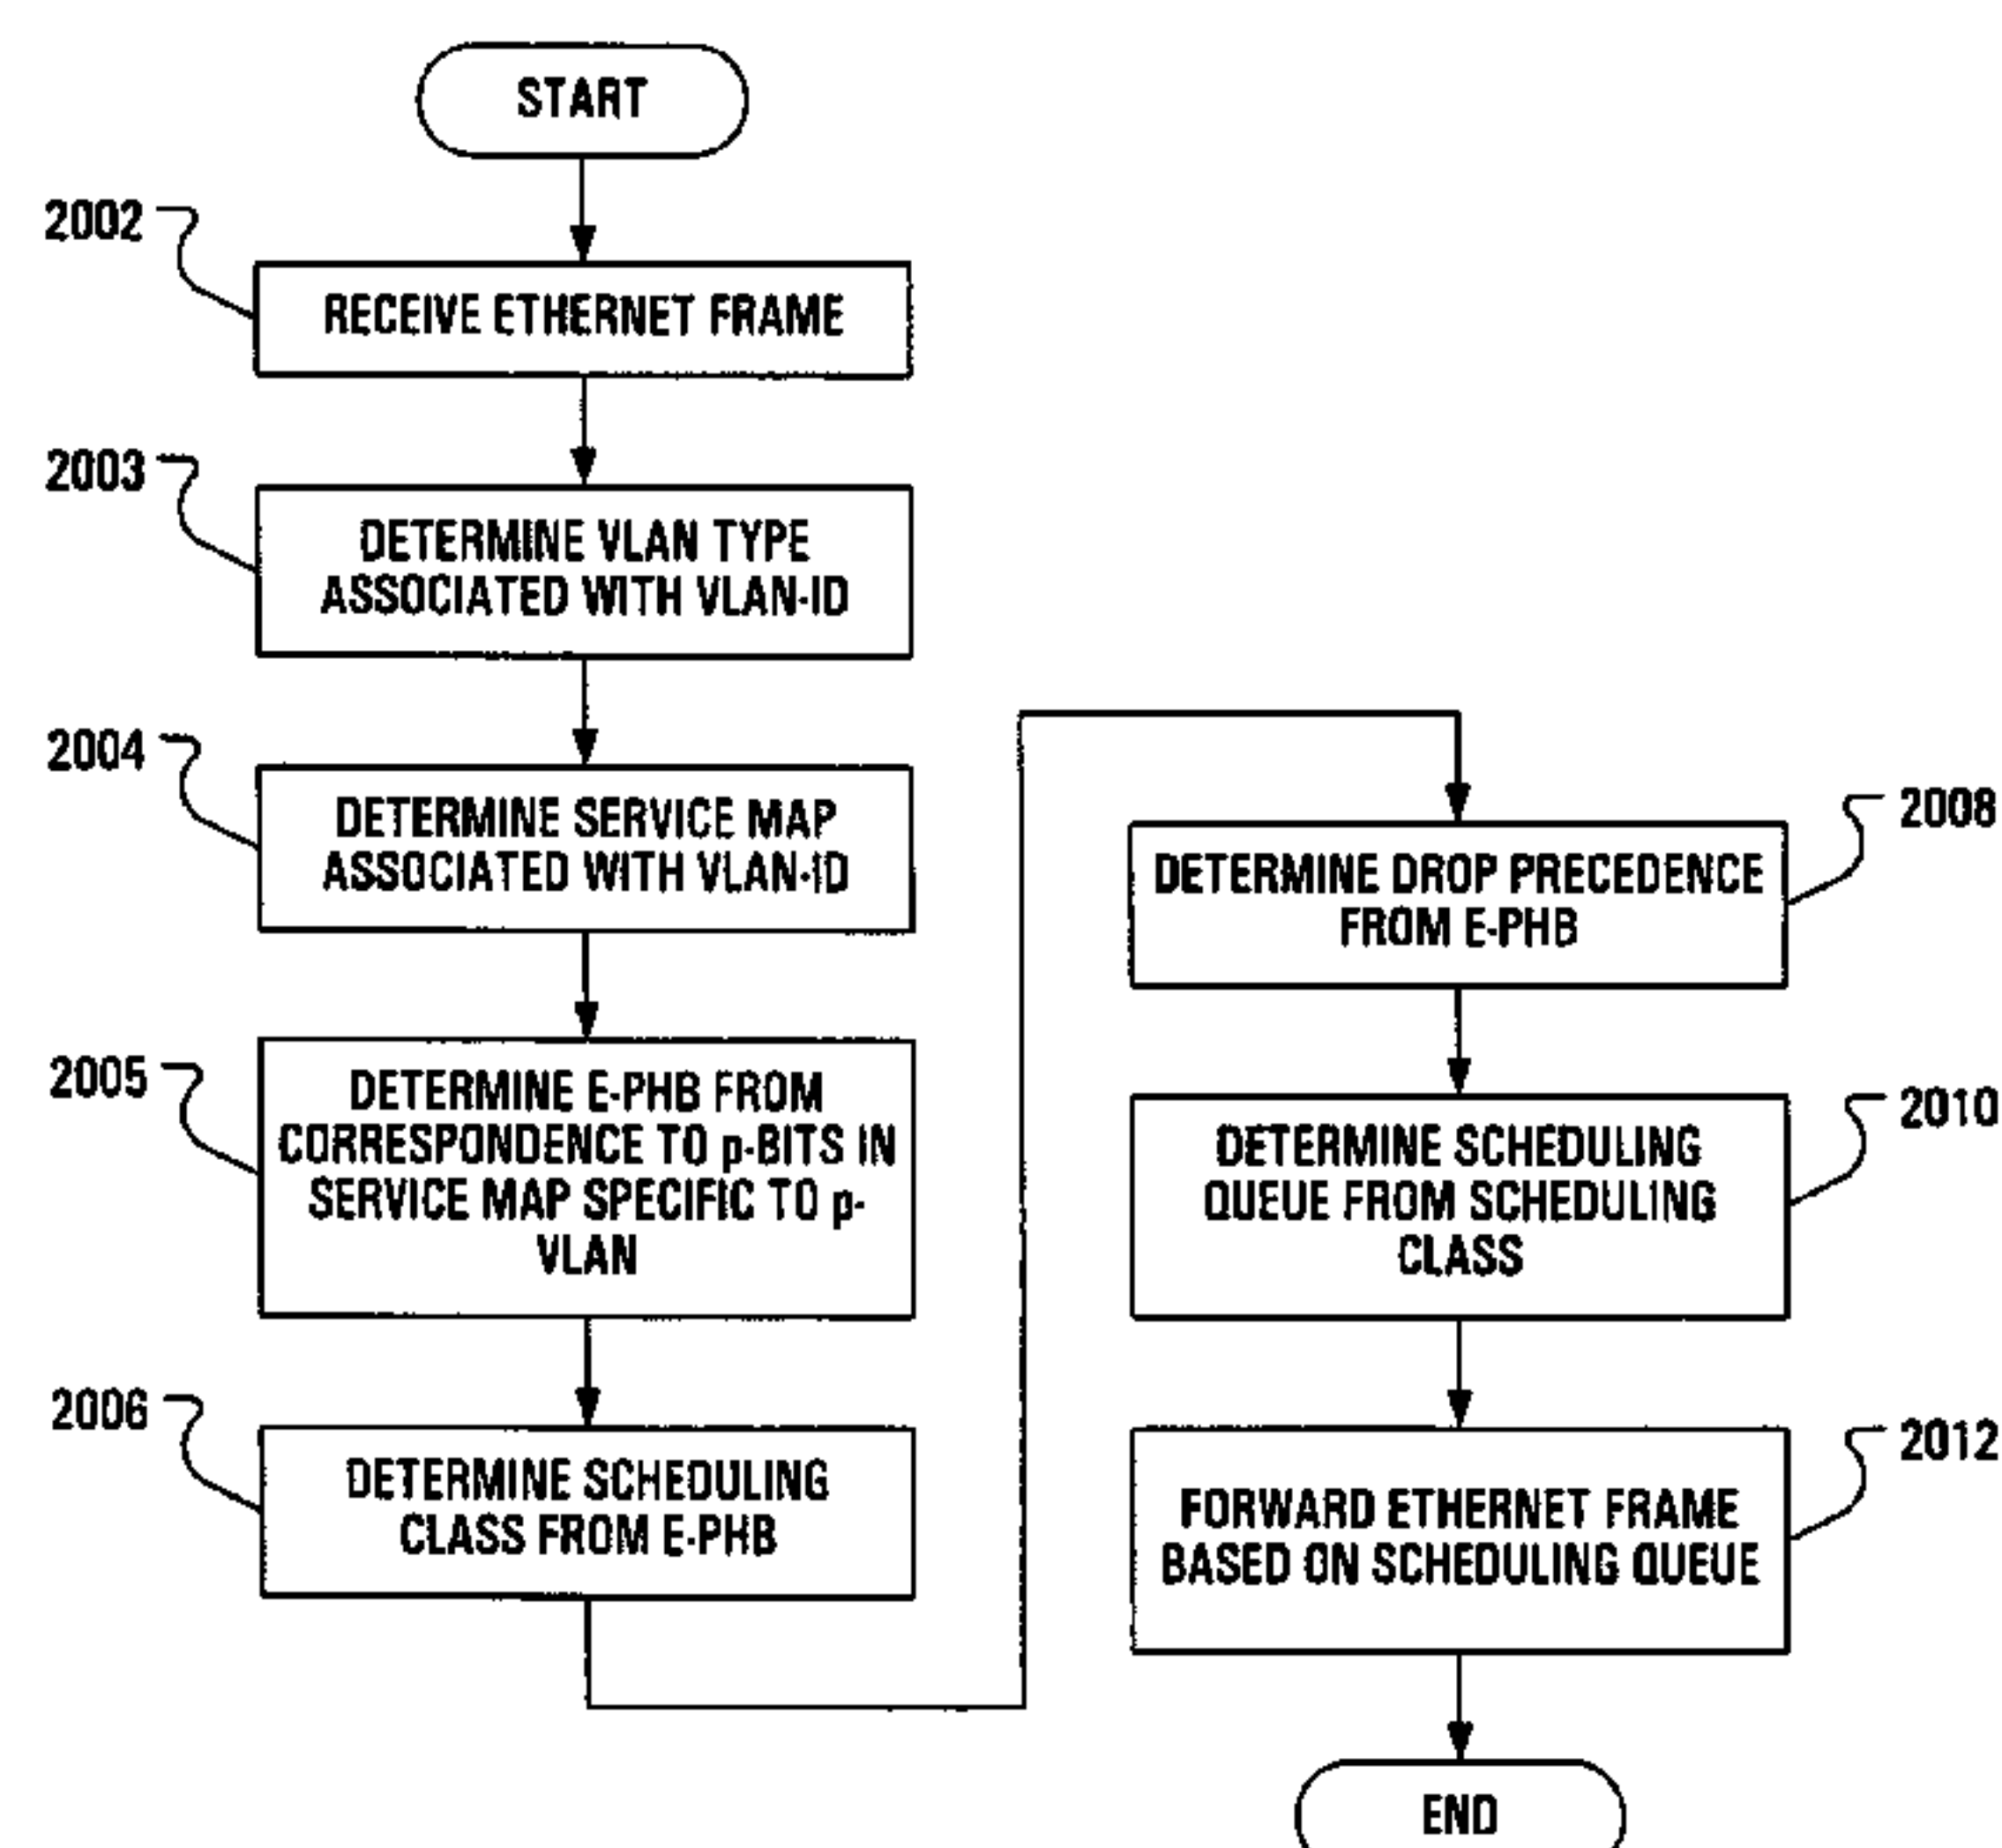 START
2002
RECEIVE ETHERNET FRAME
2003
DETERMINE VLAN TYPE
ASSOCIATED WITH VLAN-ID
2004
DETERMINE SERVICE MAP
ASSOCIATED WITH VLAN-ID
2005
DETERMINE E-PHB FROM
CORRESPONDENCE TO p-BITS IN
SERVICE MAP SPECIFIC TO p-
VLAN
2006
DETERMINE SCHEDULING
CLASS FROM E-PHB
2008
DETERMINE DROP PRECEDENCE
FROM E-PHB
2010
DETERMINE SCHEDULING
QUEUE FROM SCHEDULING
CLASS
2012
FORWARD ETHERNET FRAME
BASED ON SCHEDULING QUEUE
END